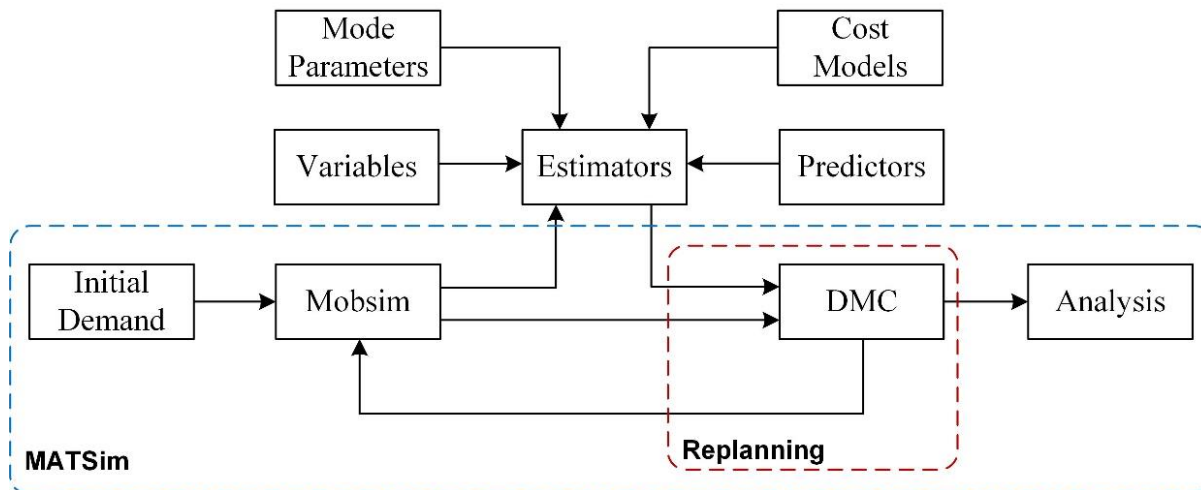 Mode
Parameters
Cost
Models
Variables
Estimators
Predictors
Initial
Demand
Mobsim
DMC
Analysis
Replanning
MATSim